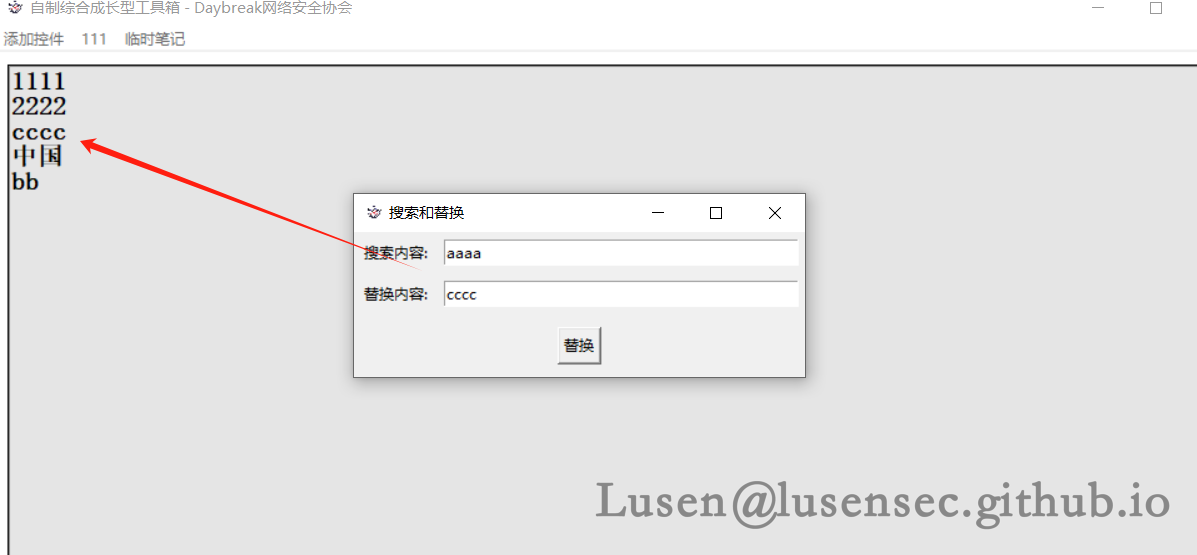 自制综合成长型工具箱 - Daybreak网络安全协会
添加控件 111 临时笔记
1111
2222
cccc
中国
bb
搜索和替换
搜索内容: aaaa
替换内容: cccc
替换
Lusen@lusensec.github.io